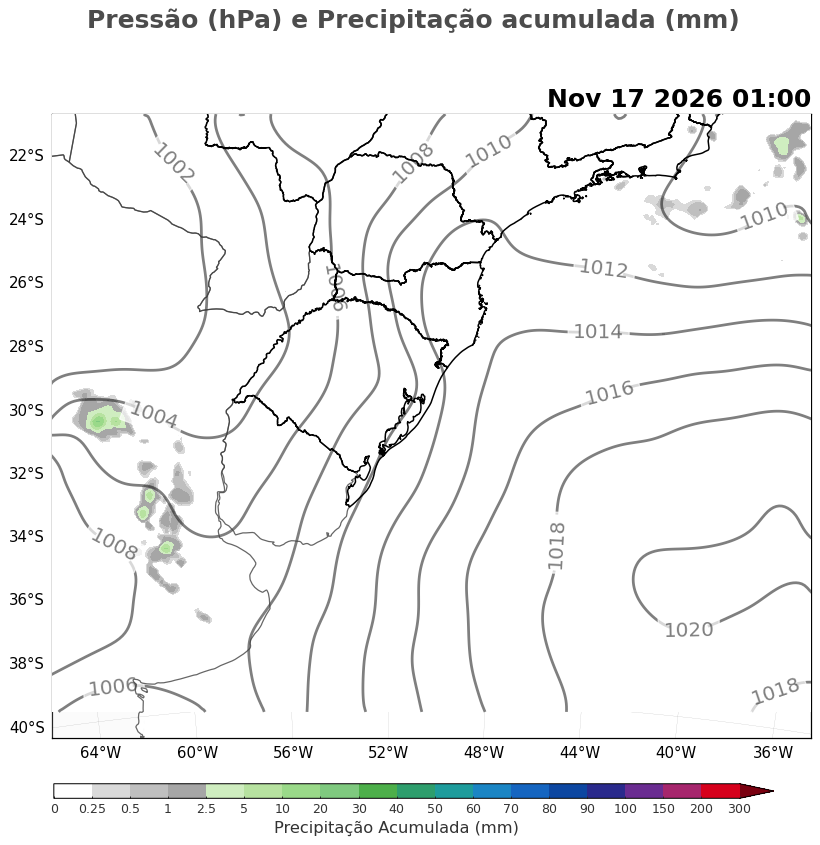 Pressão (hPa) e Precipitação acumulada (mm)
Nov 17 2026 01:00
1002
1008
1010
22°S
24°S
1010
1012
26°S
1006
28°S
1014
1016
30°S
1004
32°S
34°S
1008
1018
36°S
1020
38°S
1006
1018
40°S
64°W 60°W 56°W 52°W 48°W 44°W 40°W 36°W
0 0.25 0.5 1 2.5 5 10 20 30 40 50 60 70 80 90 100 150 200 300
Precipitação Acumulada (mm)